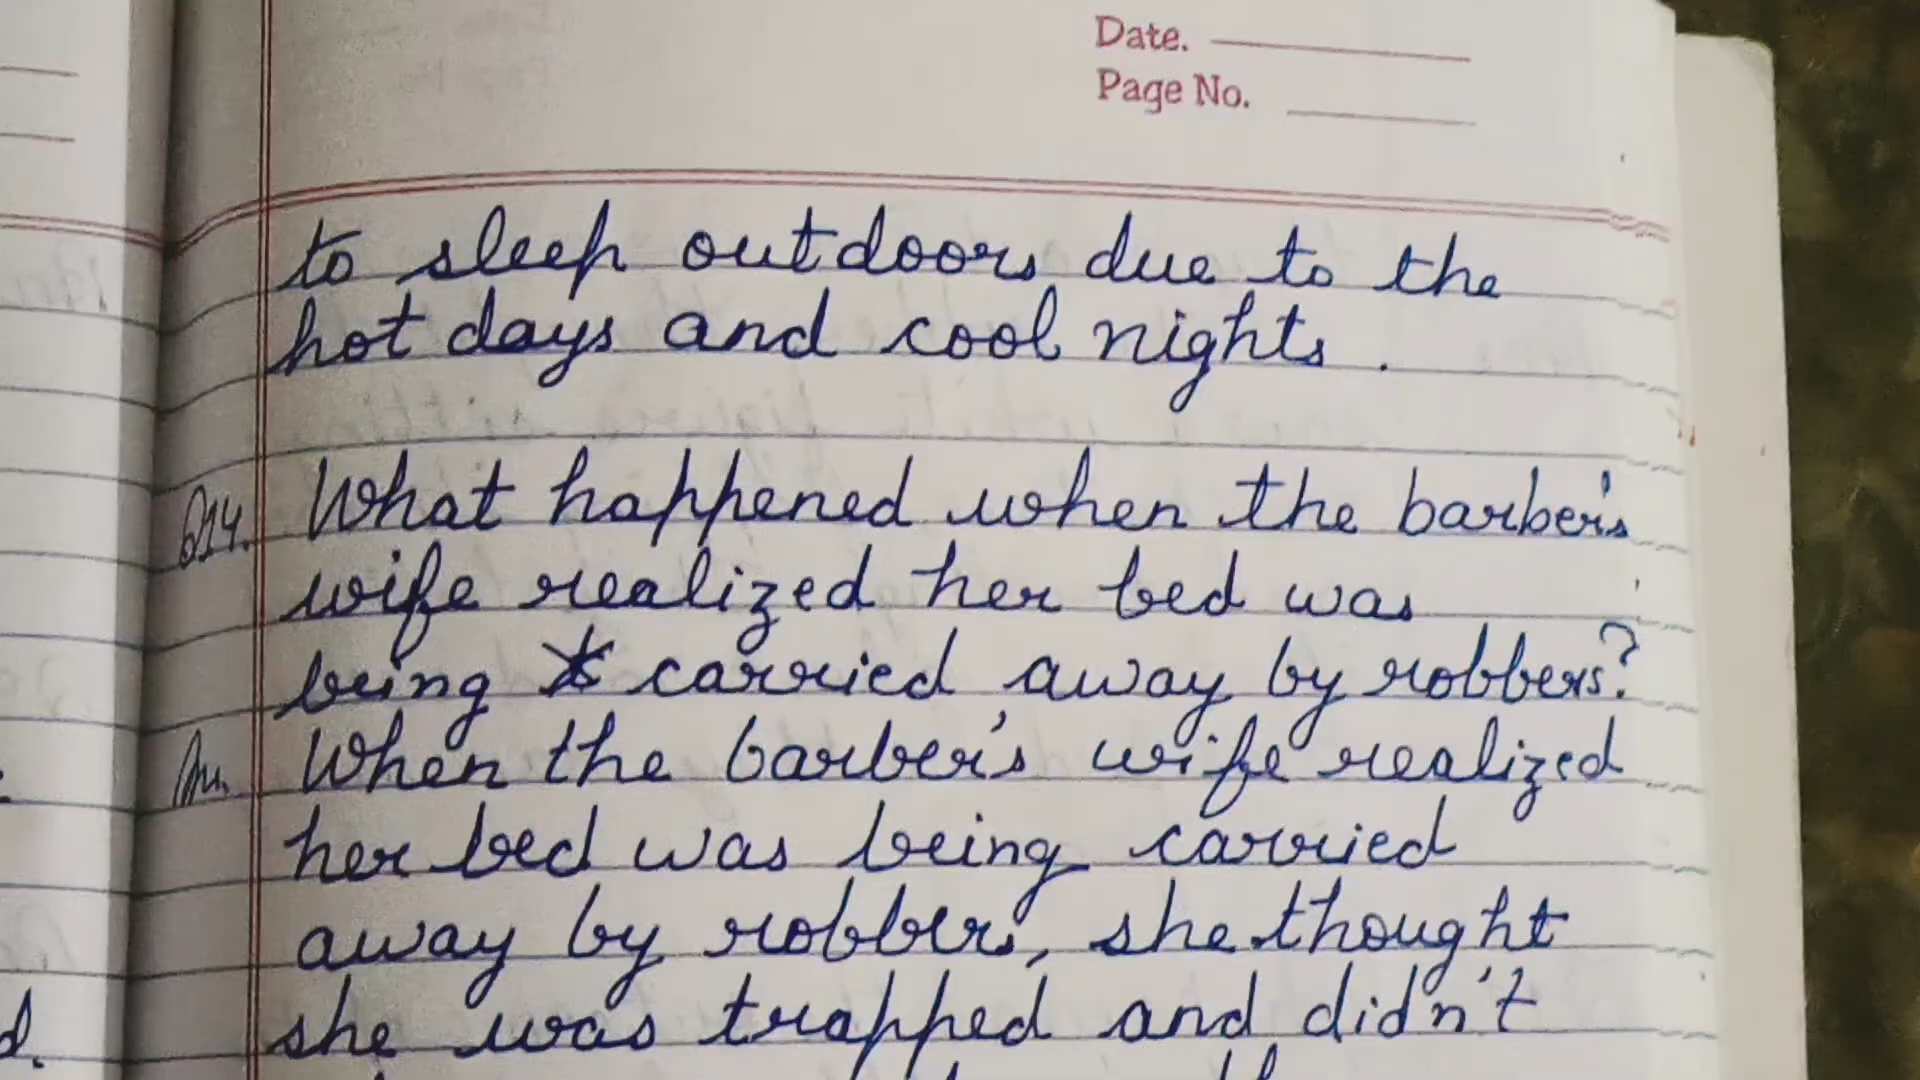 Date.
Page No.
to sleep outdoors due to the
hot days and cool nights.
Q14. What happened when the barber's
wife realized her bed was
being carried away by robbers?
Ans. When the barber's wife realized
her bed was being carried
away by robbers, she thought
she was trapped and didn't
d.